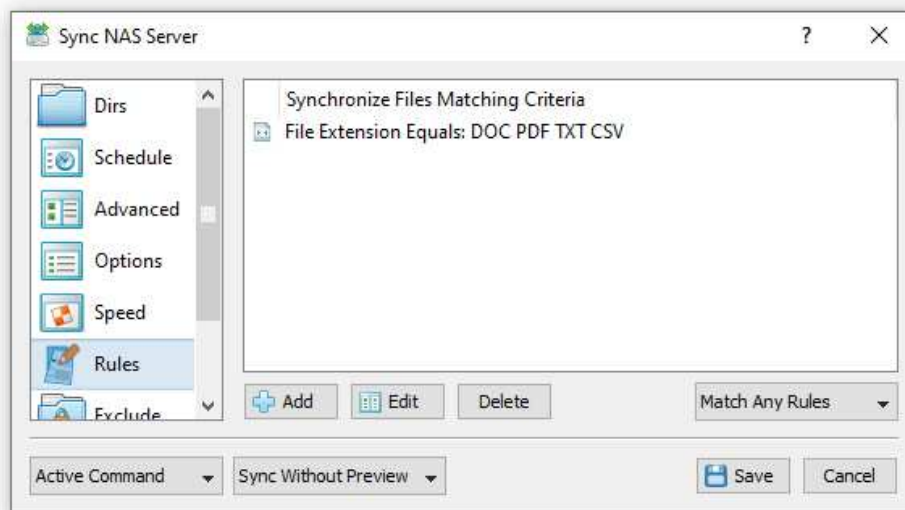 Sync NAS Server
?
Dirs
Schedule
Advanced
Options
Speed
Rules
Exclude
Synchronize Files Matching Criteria
File Extension Equals: DOC PDF TXT CSV
Add
Edit
Delete
Match Any Rules
Active Command
Sync Without Preview
Save
Cancel